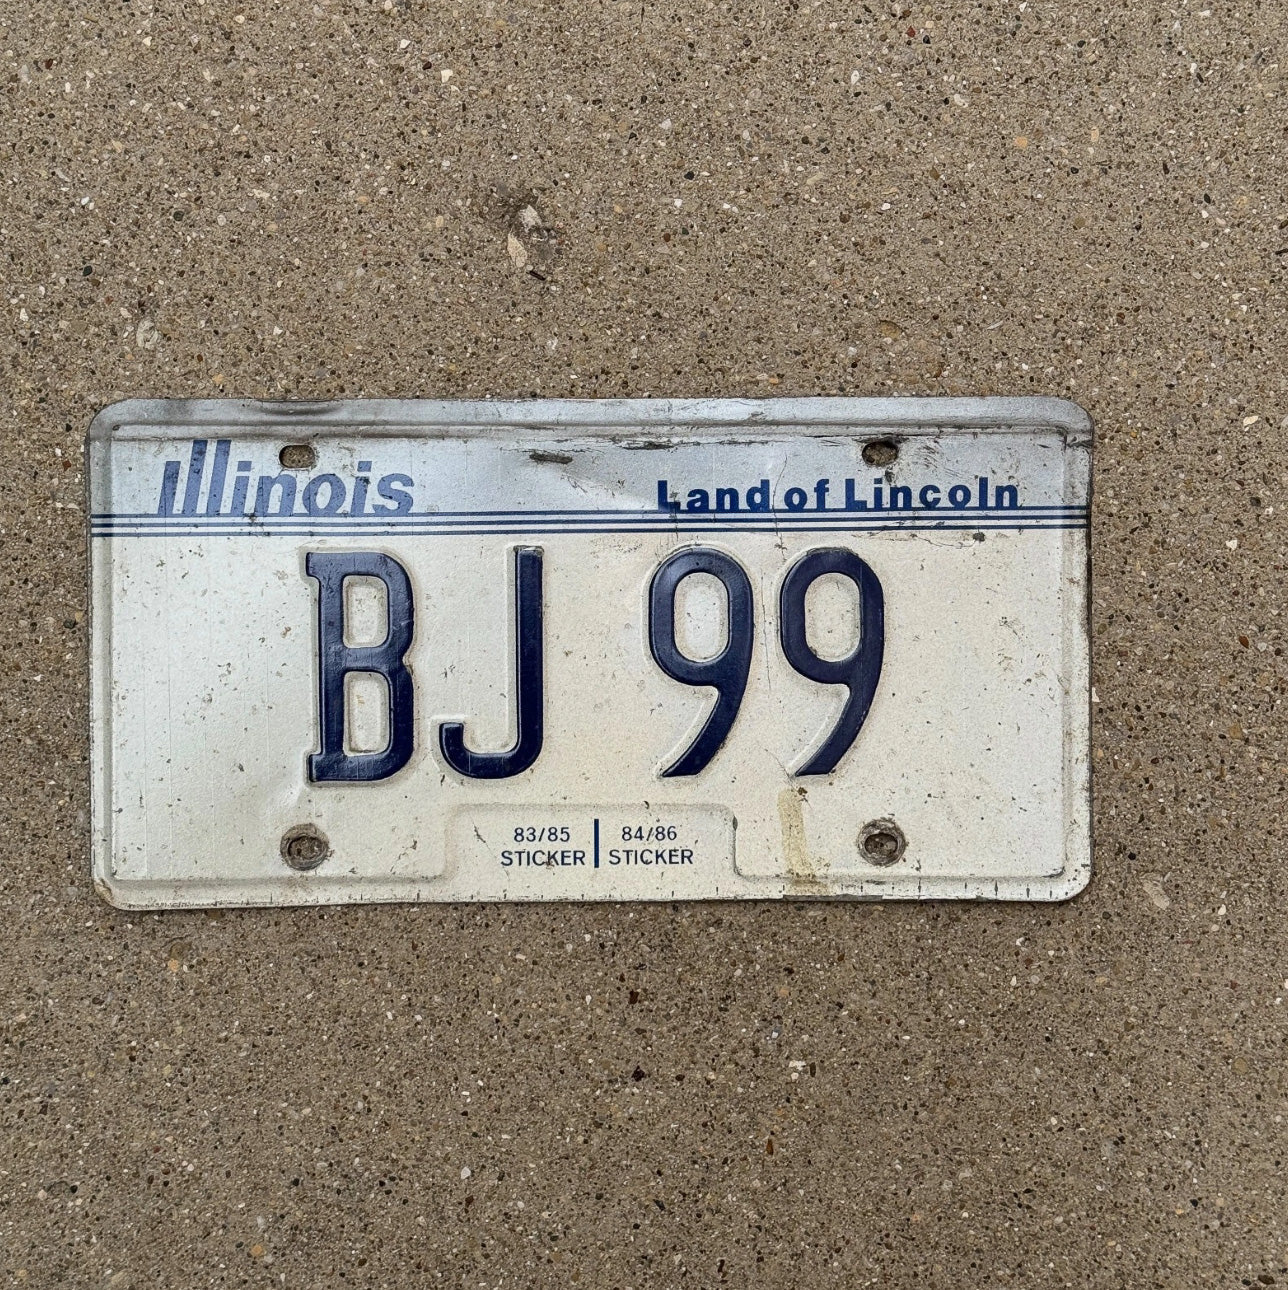 Illinois Land of Lincoln
BJ 99
83/85 84/86
STICKER STICKER